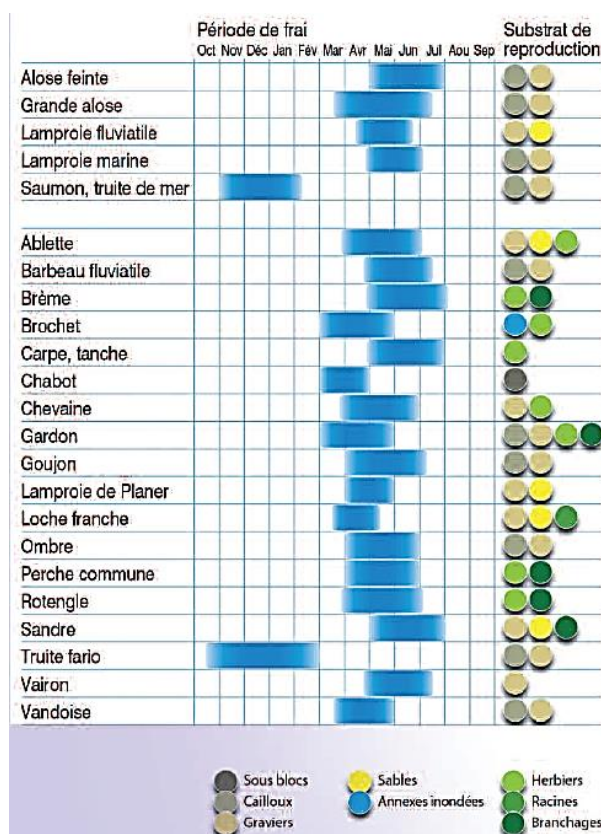 Période de frai
Substrat de
Oct Nov Déc Jan Fév Mar Avr Mai Jun Jul Aou Sep
reproduction
Alose feinte
Grande alose
Lamproie fluviatile
Lamproie marine
Saumon, truite de mer
Ablette
Barbeau fluviatile
Brème
Brochet
Carpe, tanche
Chabot
Chevaine
Gardon
Goujon
Lamproie de Planer
Loche franche
Ombre
Perche commune
Rotengle
Sandre
Truite fario
Vairon
Vandoise
Sous blocs
Sables
Herbiers
Cailloux
Annexes inondées
Racines
Graviers
Branchages